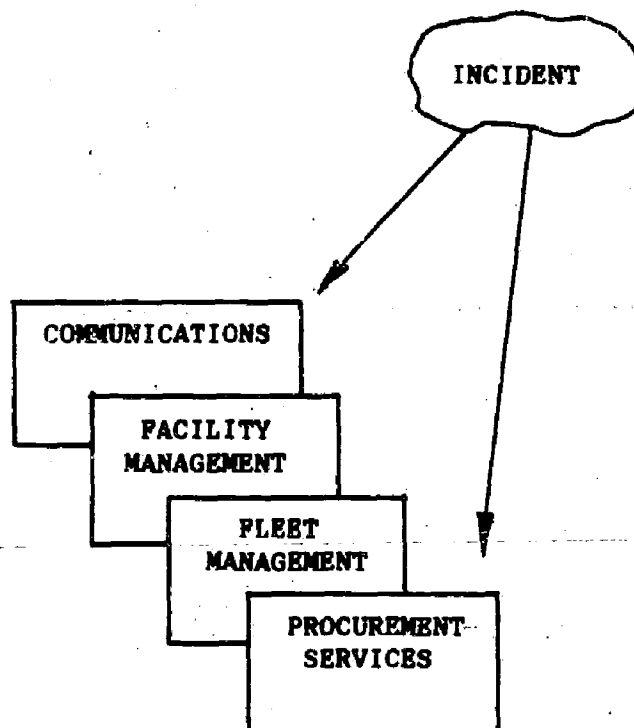 INCIDENT
COMMUNICATIONS
FACILITY
MANAGEMENT
FLEET
MANAGEMENT
PROCUREMENT
SERVICES